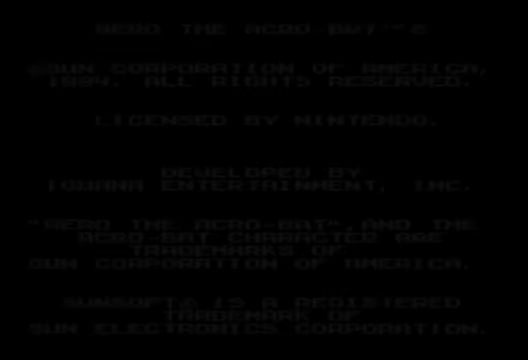 AERO THE ACRO-BAT™ 2
©SUN CORPORATION OF AMERICA,
1994. ALL RIGHTS RESERVED.
LICENSED BY NINTENDO.
DEVELOPED BY
IGUANA ENTERTAINMENT, INC.
"AERO THE ACRO-BAT", AND THE
ACRO-BAT CHARACTER ARE
TRADEMARKS OF
SUN CORPORATION OF AMERICA.
SUNSOFT® IS A REGISTERED
TRADEMARK OF
SUN ELECTRONICS CORPORATION.